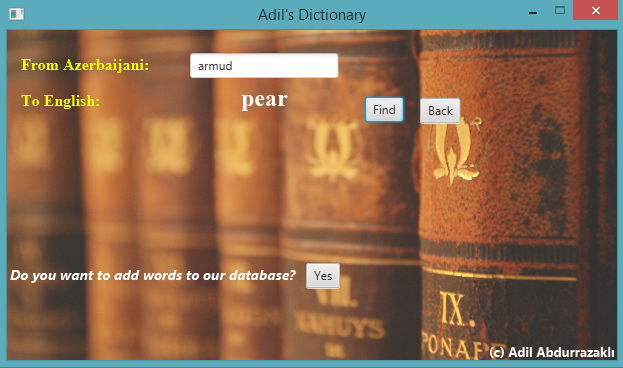 Adil's Dictionary
From Azerbaijani: armud
To English: pear
Find Back
Do you want to add words to our database? Yes
VII.
IX.
(c) Adil Abdurrazaklı